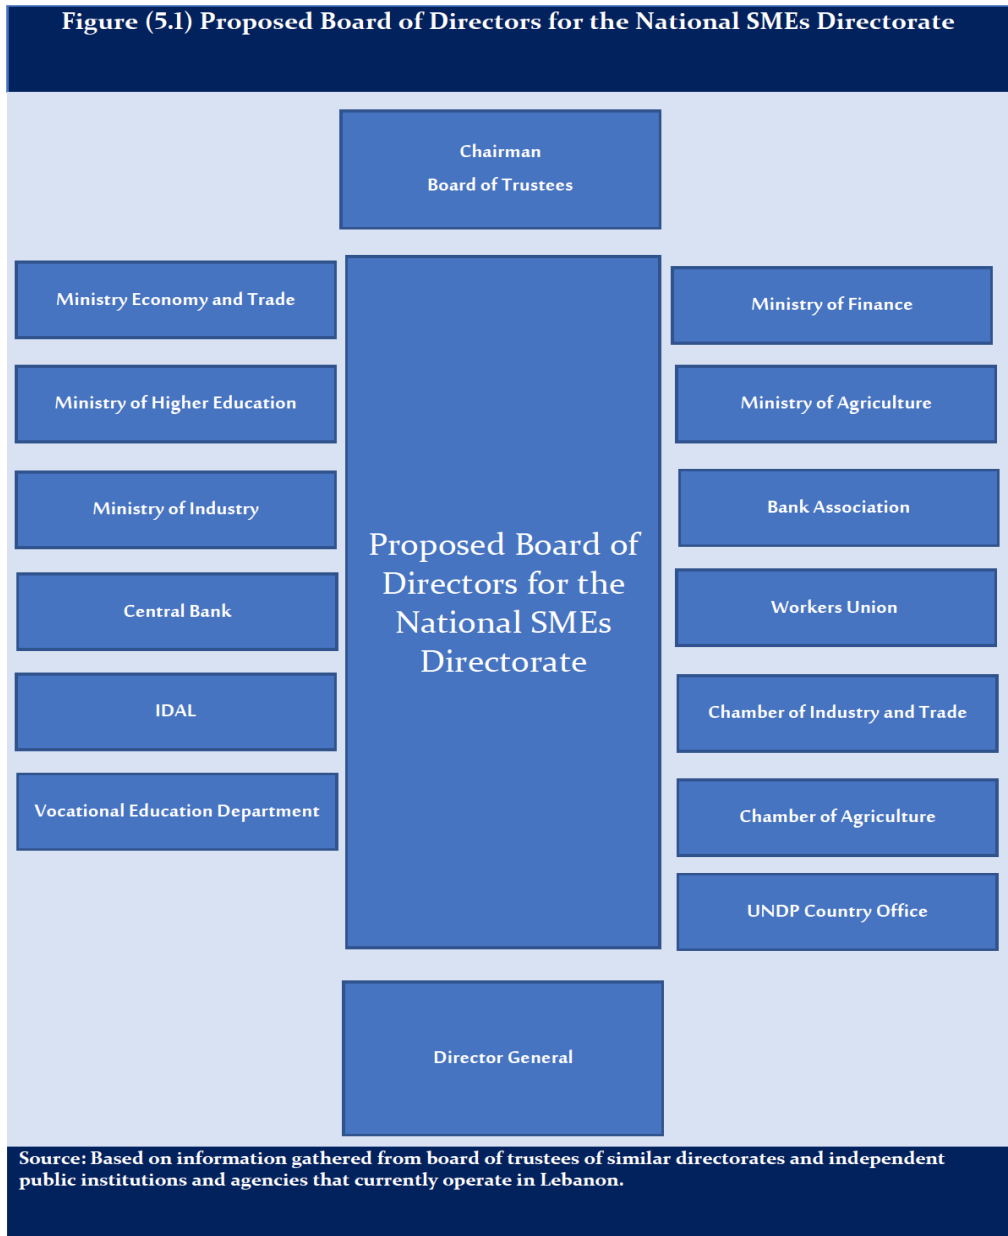 Figure (5.1) Proposed Board of Directors for the National SMEs Directorate
Chairman
Board of Trustees
Ministry Economy and Trade
Ministry of Higher Education
Ministry of Industry
Central Bank
IDAL
Vocational Education Department
Proposed Board of
Directors for the
National SMEs
Directorate
Ministry of Finance
Ministry of Agriculture
Bank Association
Workers Union
Chamber of Industry and Trade
Chamber of Agriculture
UNDP Country Office
Director General
Source: Based on information gathered from board of trustees of similar directorates and independent
public institutions and agencies that currently operate in Lebanon.